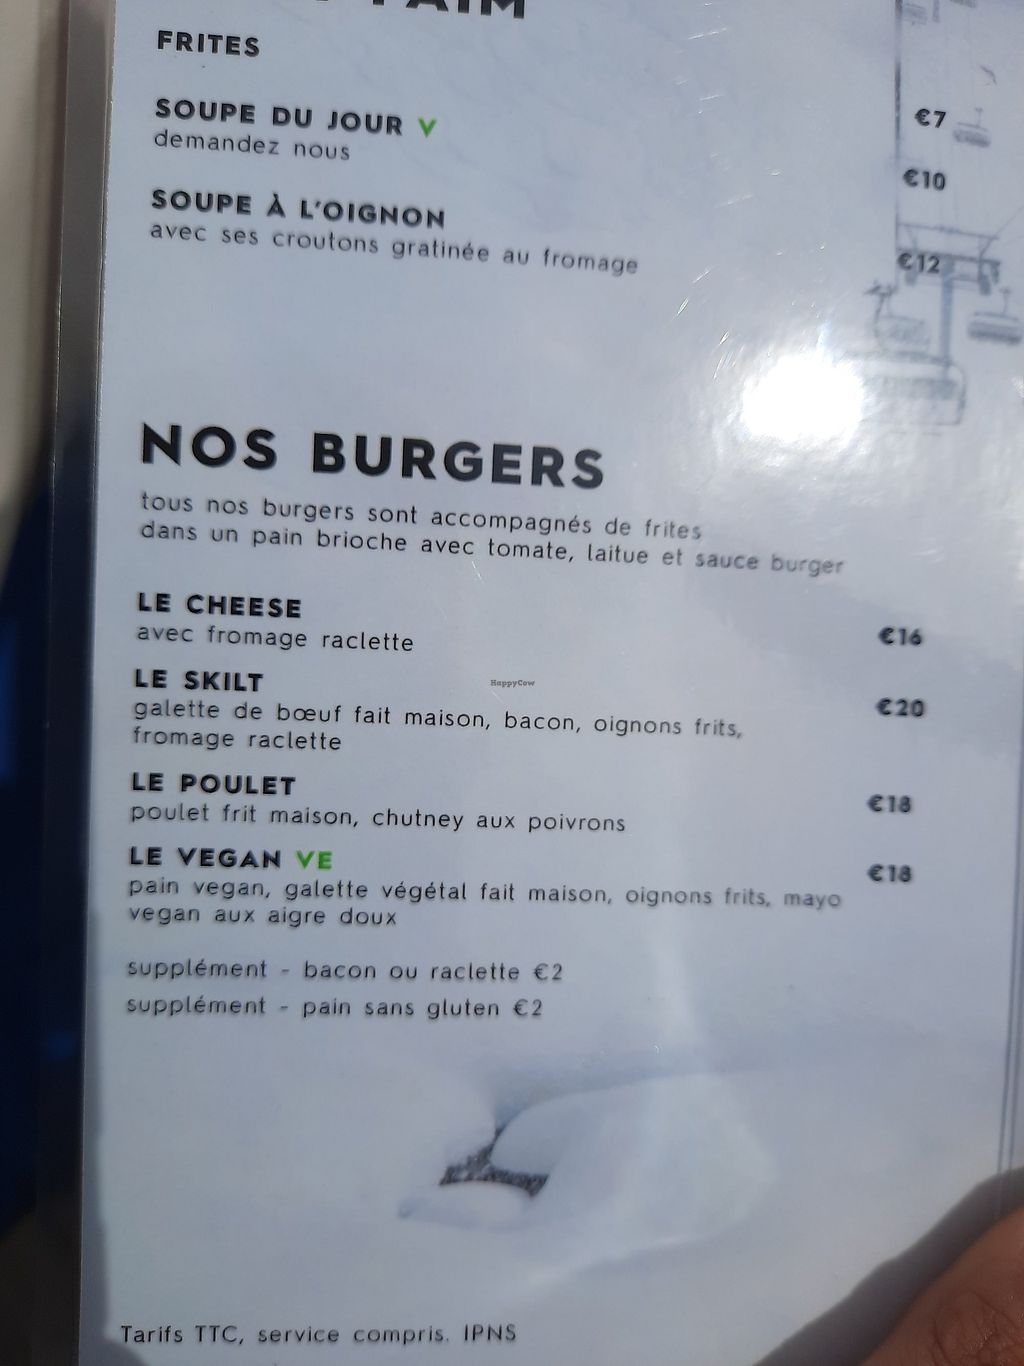 FRITES
€7
SOUPE DU JOUR V
demandez nous
€10
SOUPE À L'OIGNON
avec ses croutons gratinée au fromage
€12
NOS BURGERS
tous nos burgers sont accompagnés de frites
dans un pain brioche avec tomate, laitue et sauce burger
LE CHEESE
avec fromage raclette
€16
LE SKILT
galette de bœuf fait maison, bacon, oignons frits,
fromage raclette
€20
LE POULET
poulet frit maison, chutney aux poivrons
€18
LE VEGAN VE
pain vegan, galette végétal fait maison, oignons frits, mayo
vegan aux aigre doux
€18
supplément - bacon ou raclette €2
supplément - pain sans gluten €2
Tarifs TTC, service compris. IPNS
HappyCow